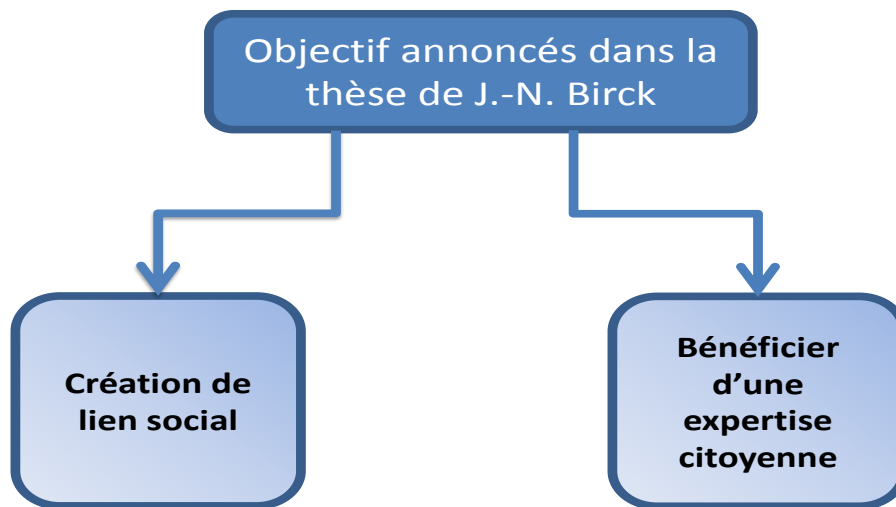 Objectif annoncés dans la
thèse de J.-N. Birck
Création de
lien social
Bénéficier
d’une
expertise
citoyenne